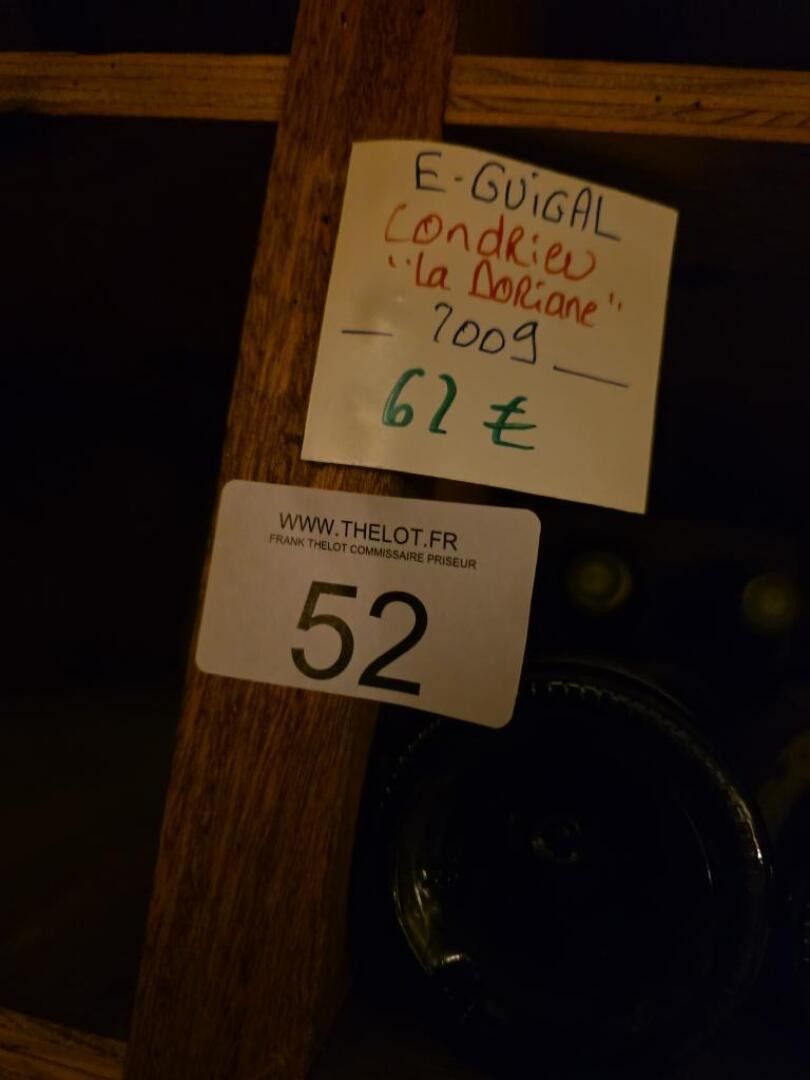 E-GUiGAL
CondRieu
"La DORiane"
— 2009 —
62 €
WWW.THELOT.FR
FRANK THELOT COMMISSAIRE PRISEUR
52